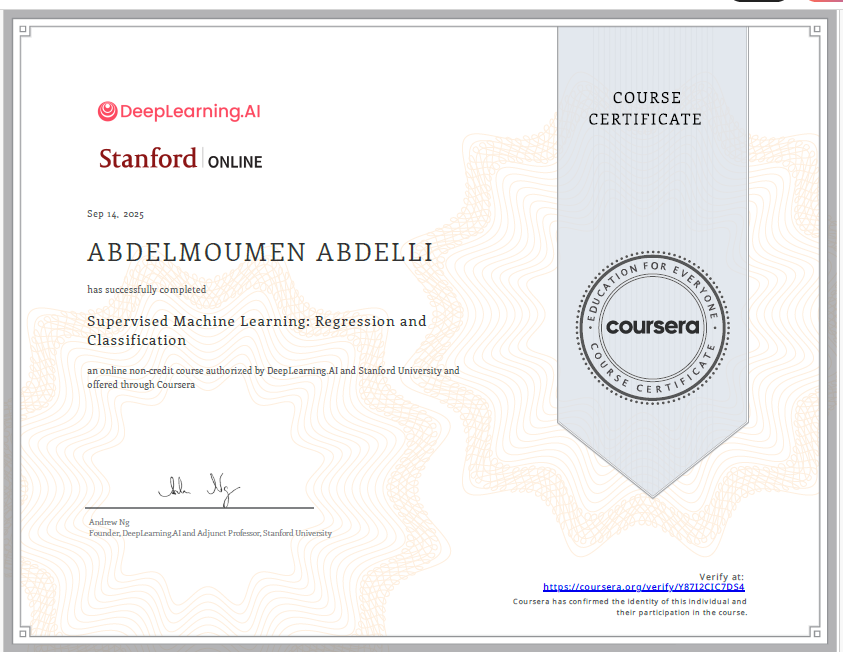 DeepLearning.AI
Stanford ONLINE
COURSE
CERTIFICATE
Sep 14, 2025
ABDELMOUMEN ABDELLI
has successfully completed
Supervised Machine Learning: Regression and
Classification
an online non-credit course authorized by DeepLearning.AI and Stanford University and
offered through Coursera
EDUCATION FOR EVERYONE
coursera
COURSE CERTIFICATE
Andrew Ng
Founder, DeepLearning.AI and Adjunct Professor, Stanford University
Verify at:
https://coursera.org/verify/Y87I2CIC7DS4
Coursera has confirmed the identity of this individual and
their participation in the course.